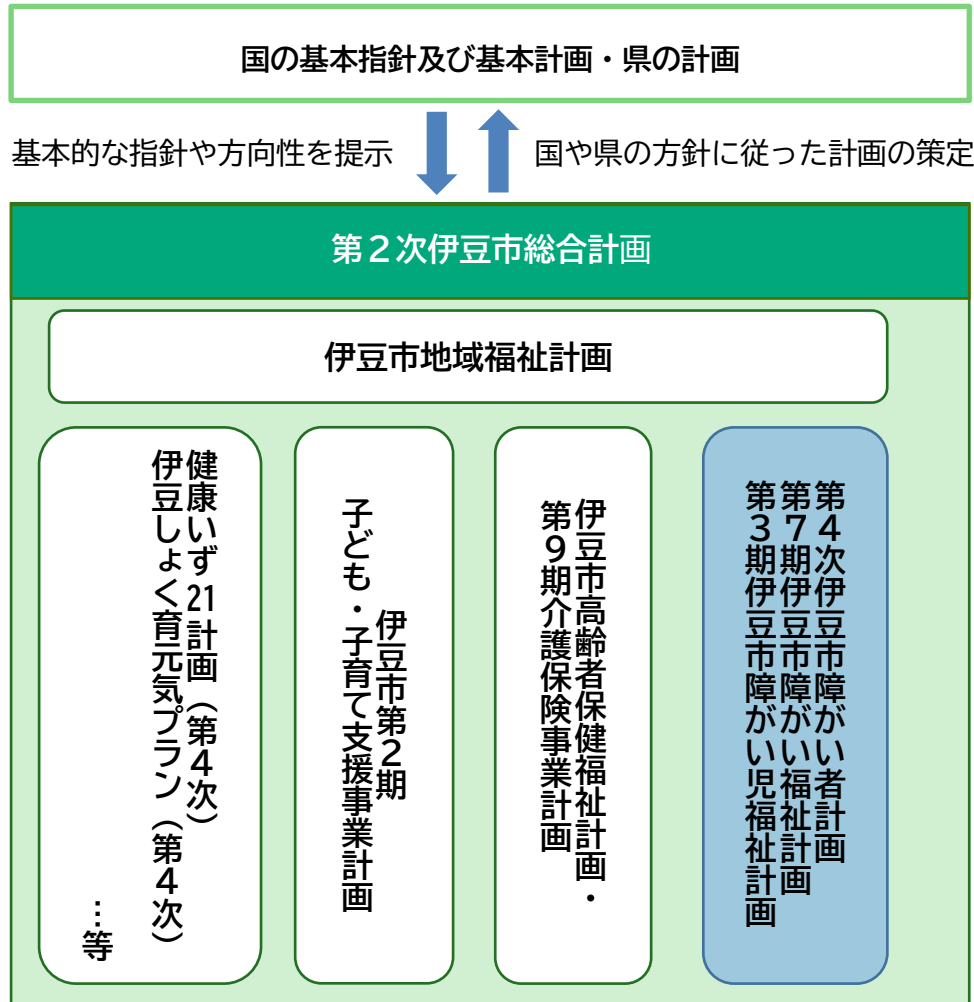 国の基本指針及び基本計画・県の計画
基本的な指針や方向性を提示
国や県の方針に従った計画の策定
第2次伊豆市総合計画
伊豆市地域福祉計画
健康いず21計画（第4次）
伊豆しょく育元気プラン（第4次）
…等
伊豆市第2期
子ども・子育て支援事業計画
伊豆市高齢者保健福祉計画・
第9期介護保険事業計画
第4次伊豆市障がい者計画
第7期伊豆市障がい福祉計画
第3期伊豆市障がい児福祉計画